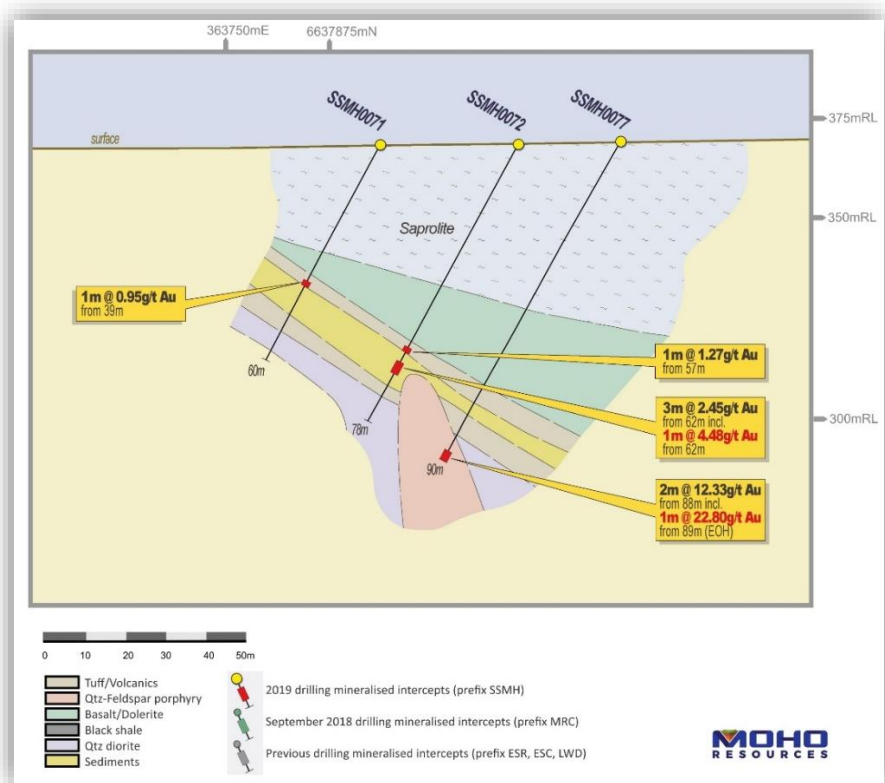 363750mE 6637875mN
SSMH0071
SSMH0072
SSMH0077
375mRL
surface
350mRL
Saprolite
1m @ 0.95g/t Au
from 39m
1m @ 1.27g/t Au
from 57m
60m
3m @ 2.45g/t Au
from 62m incl.
1m @ 4.48g/t Au
from 62m
300mRL
78m
90m
2m @ 12.33g/t Au
from 88m incl.
1m @ 22.80g/t Au
from 89m (EOH)
0 10 20 30 40 50m
Tuff/Volcanics
Qtz-Feldspar porphyry
Basalt/Dolerite
Black shale
Qtz diorite
Sediments
2019 drilling mineralised intercepts (prefix SSMH)
September 2018 drilling mineralised intercepts (prefix MRC)
Previous drilling mineralised intercepts (prefix ESR, ESC, LWD)
MOHO
RESOURCES